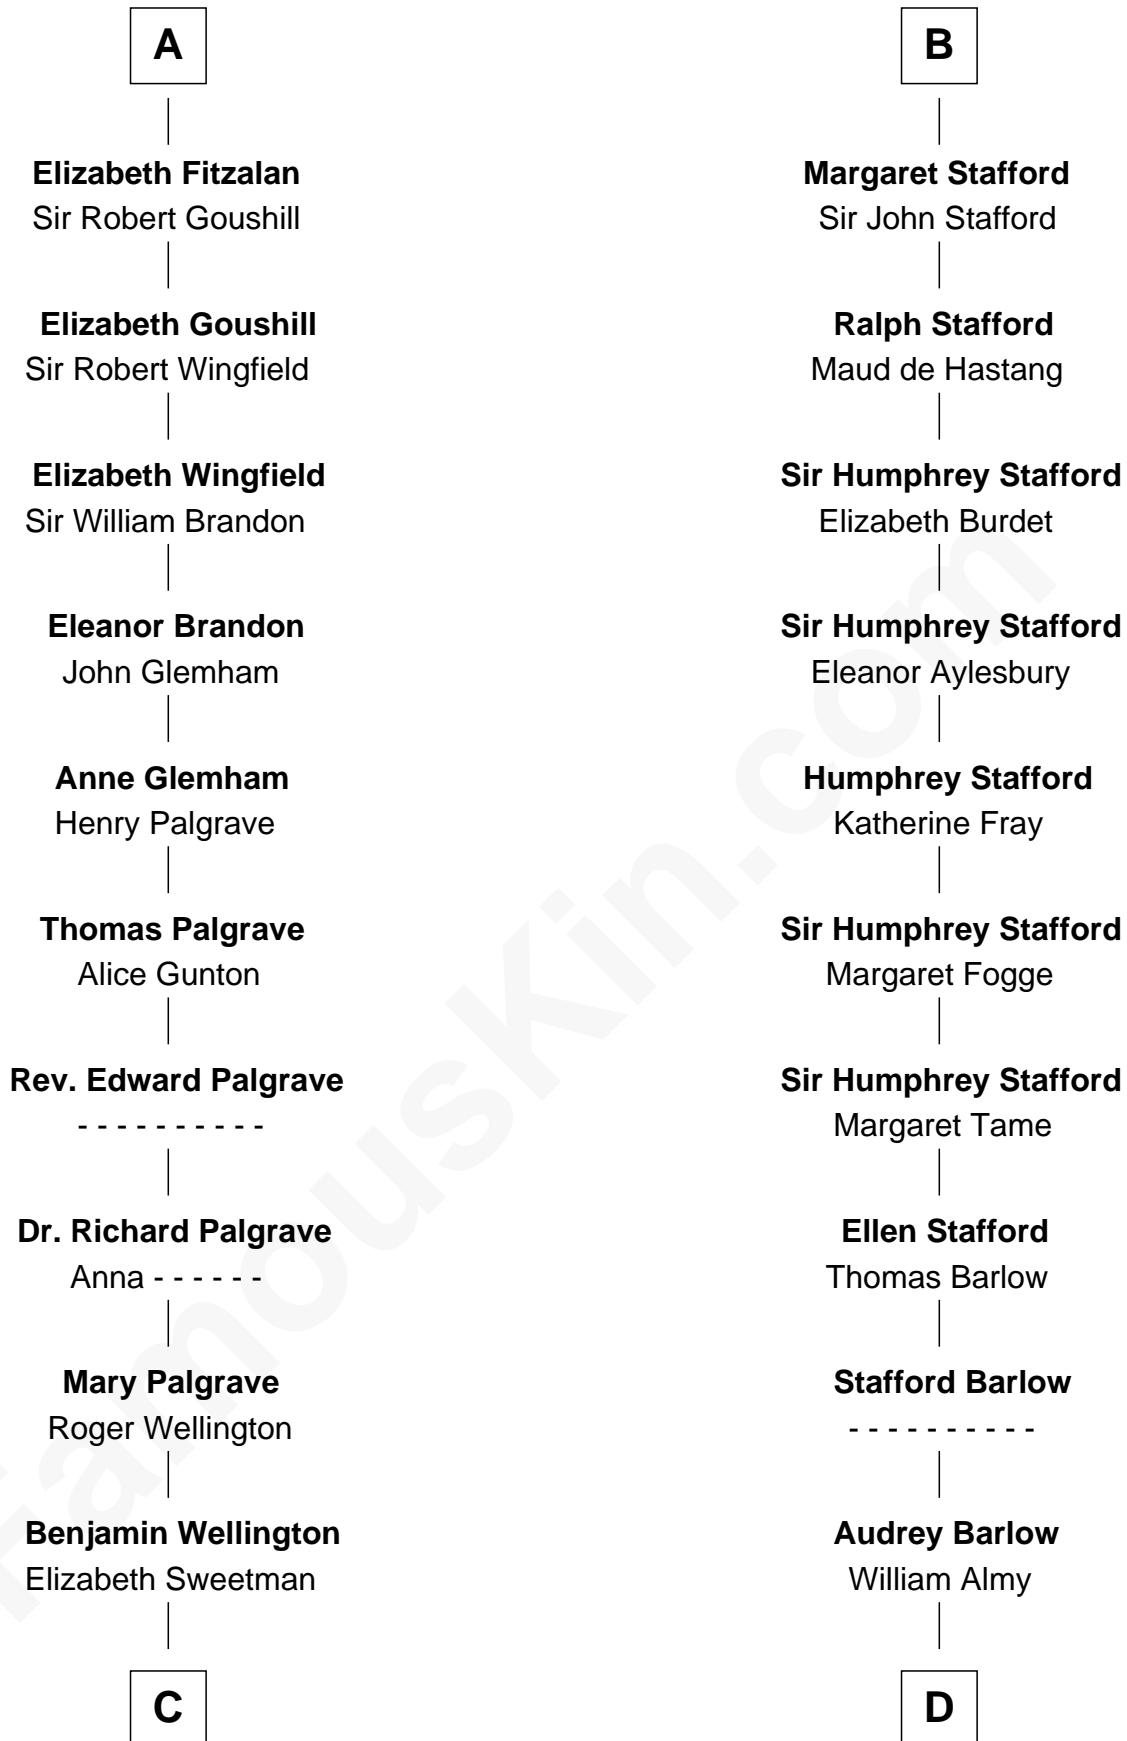 A
Elizabeth Fitzalan
Sir Robert Goushill
Elizabeth Goushill
Sir Robert Wingfield
Elizabeth Wingfield
Sir William Brandon
Eleanor Brandon
John Glemham
Anne Glemham
Henry Palgrave
Thomas Palgrave
Alice Gunton
Rev. Edward Palgrave
- - - - - - - - - -
Dr. Richard Palgrave
Anna - - - - - -
Mary Palgrave
Roger Wellington
Benjamin Wellington
Elizabeth Sweetman
C
B
Margaret Stafford
Sir John Stafford
Ralph Stafford
Maud de Hastang
Sir Humphrey Stafford
Elizabeth Burdet
Sir Humphrey Stafford
Eleanor Aylesbury
Humphrey Stafford
Katherine Fray
Sir Humphrey Stafford
Margaret Fogge
Sir Humphrey Stafford
Margaret Tame
Ellen Stafford
Thomas Barlow
Stafford Barlow
- - - - - - - - - -
Audrey Barlow
William Almy
D
FamousKin.com